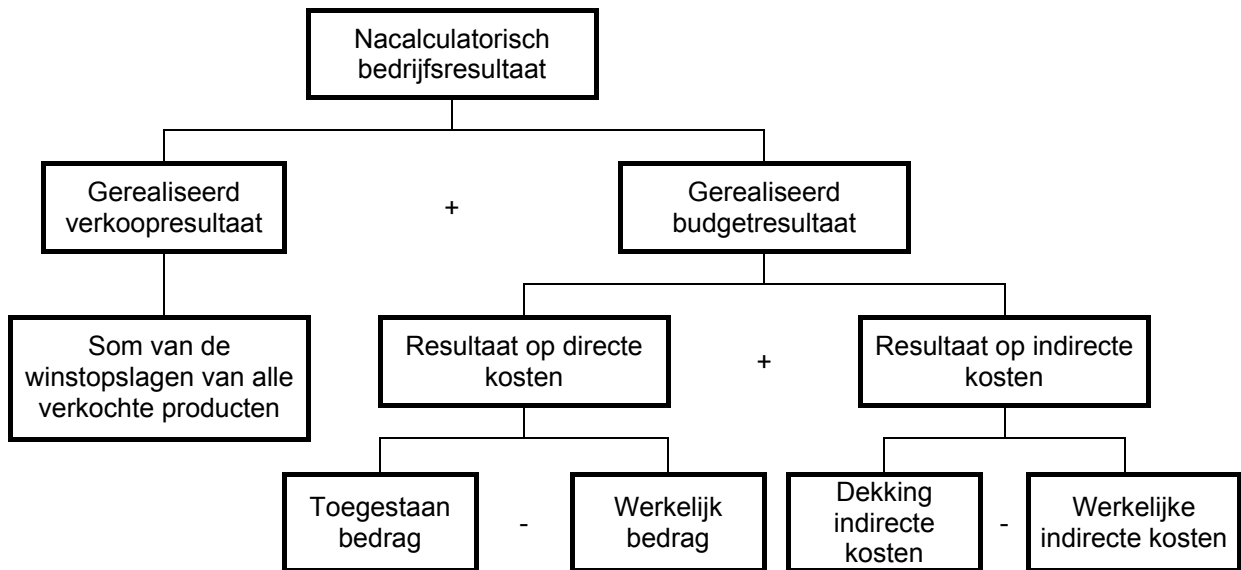 Nacalculatorisch
bedrijfsresultaat
Gerealiseerd
verkoopresultaat
+
Gerealiseerd
budgetresultaat
Som van de
winstopslagen van alle
verkochte producten
Resultaat op directe
kosten
+
Resultaat op indirecte
kosten
Toegestaan
bedrag
-
Werkelijk
bedrag
Dekking
indirecte
kosten
-
Werkelijke
indirecte kosten